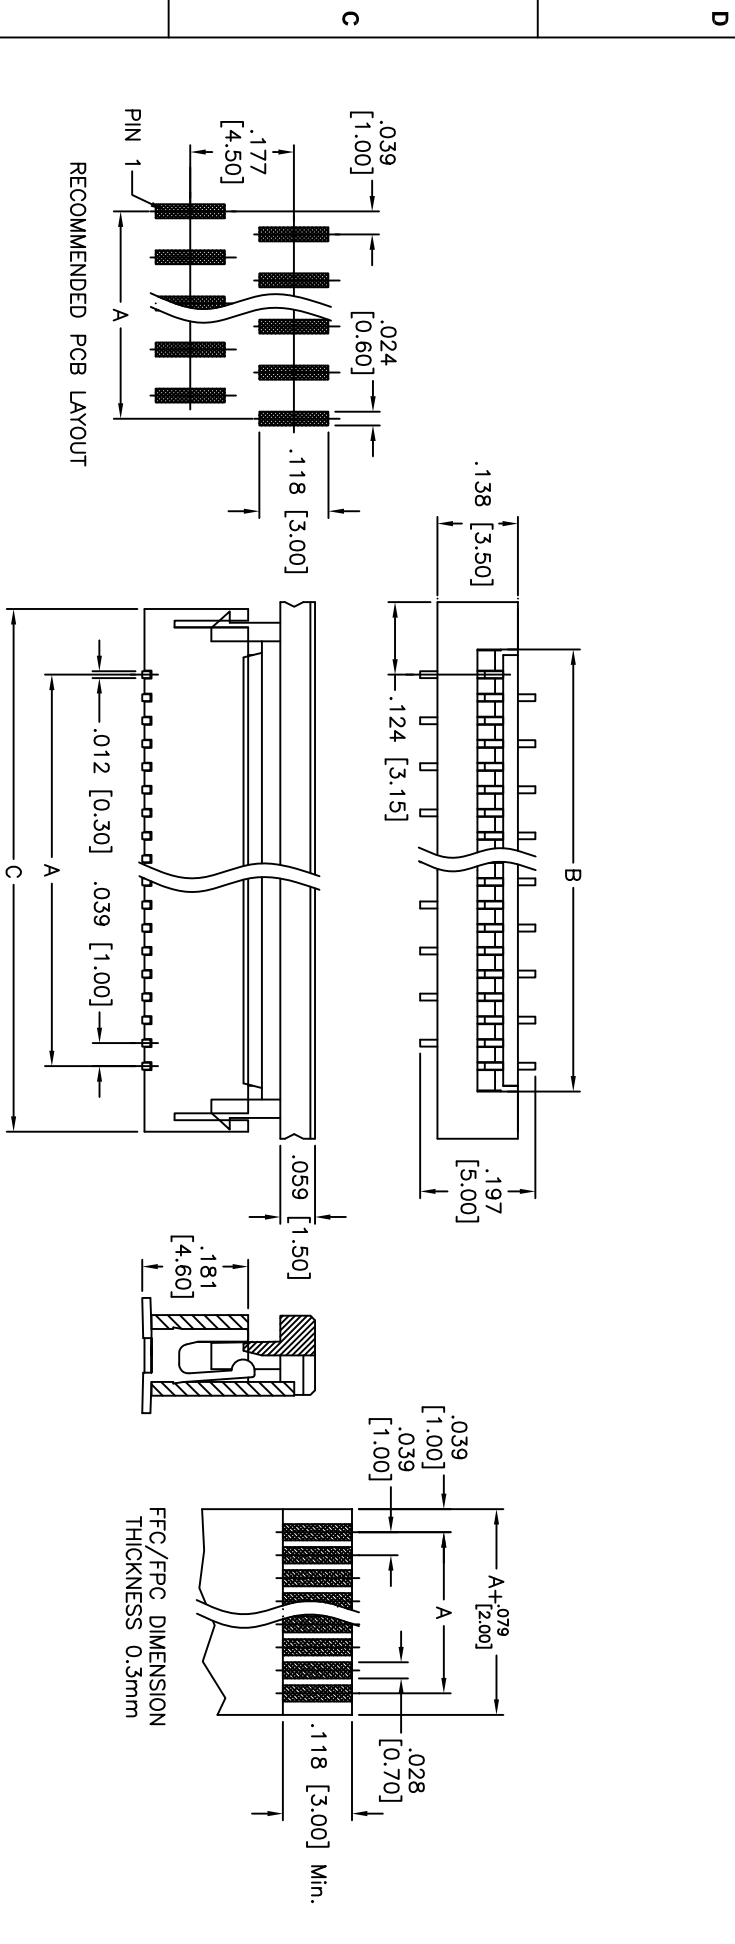 D
C
.039
[1.00]
.177
[4.50]
PIN 1
A
.024
[0.60]
.118 [3.00]
RECOMMENDED PCB LAYOUT
.138 [3.50]
.124 [3.15]
B
.197
[5.00]
.012 [0.30]
.039 [1.00]
A
C
.059 [1.50]
.181
[4.60]
.039
[1.00]
.039
[1.00]
A+.079
[2.00]
A
.028
[0.70]
.118 [3.00] Min.
FFC/FPC DIMENSION
THICKNESS 0.3mm